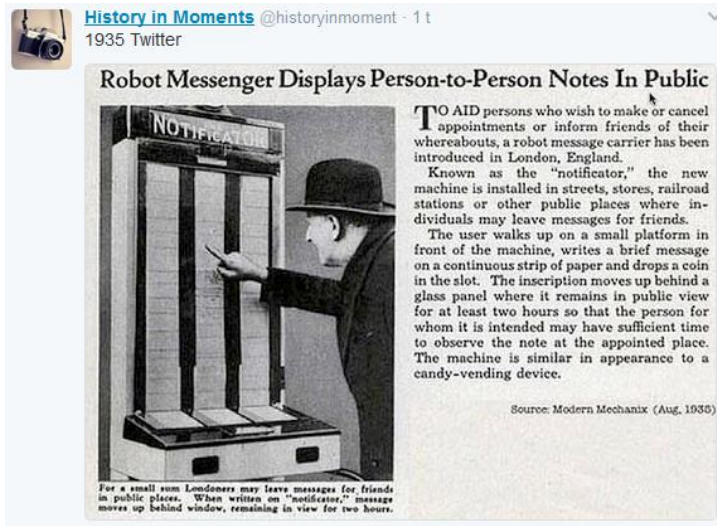 History in Moments @historyinmoment · 1 t
1935 Twitter
Robot Messenger Displays Person-to-Person Notes In Public
NOTIFICATOR
TO AID persons who wish to make or cancel
appointments or inform friends of their
whereabouts, a robot message carrier has been
introduced in London, England.
Known as the "notificator," the new
machine is installed in streets, stores, railroad
stations or other public places where in-
dividuals may leave messages for friends.
The user walks up on a small platform in
front of the machine, writes a brief message
on a continuous strip of paper and drops a coin
in the slot. The inscription moves up behind a
glass panel where it remains in public view
for at least two hours so that the person for
whom it is intended may have sufficient time
to observe the note at the appointed place.
The machine is similar in appearance to a
candy-vending device.
Source: Modern Mechanix (Aug, 1935)
For a small sum Londoners may leave messages for friends
in public places. When written on "notificator," message
moves up behind window, remaining in view for two hours.